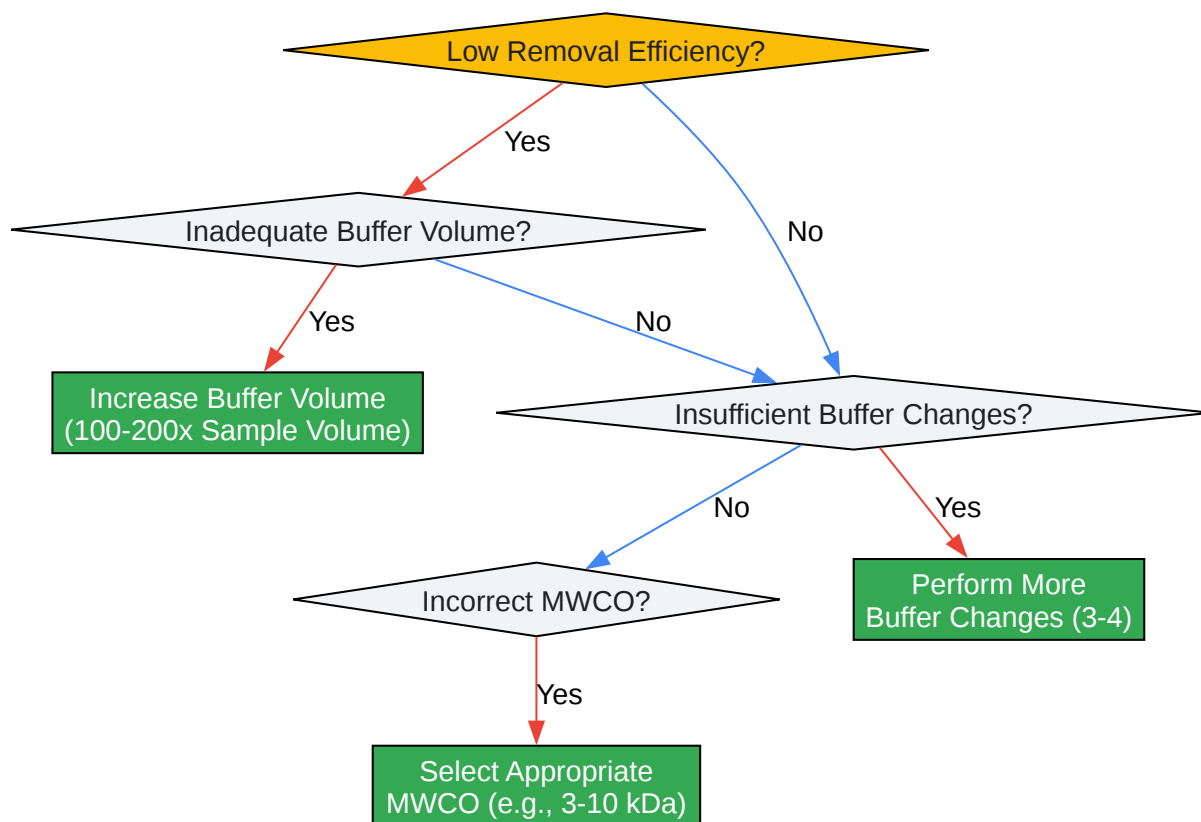 Low Removal Efficiency?
Yes
Inadequate Buffer Volume?
No
Yes
No
Increase Buffer Volume
(100-200x Sample Volume)
Insufficient Buffer Changes?
No
Yes
Incorrect MWCO?
Perform More
Buffer Changes (3-4)
Yes
Select Appropriate
MWCO (e.g., 3-10 kDa)